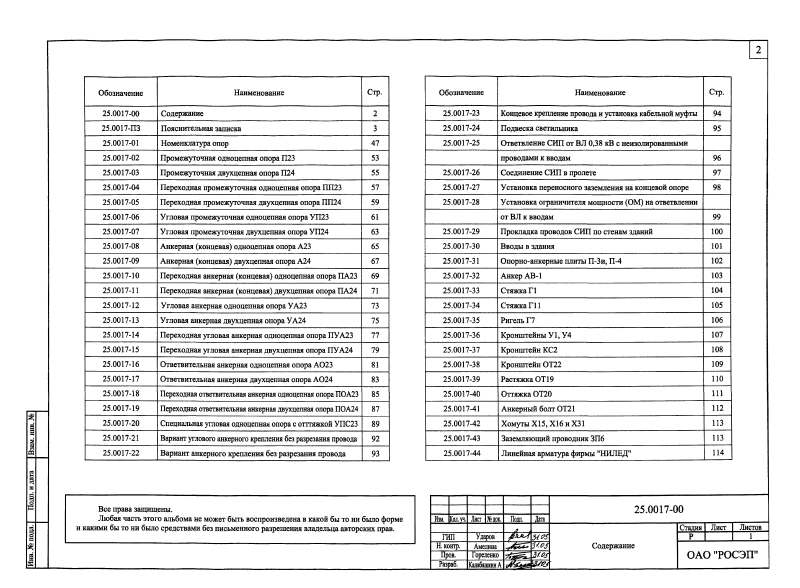 2
Обозначение Наименование Стр.
25.0017-00 Содержание 2
25.0017-ПЗ Пояснительная записка 3
25.0017-01 Номенклатура опор 47
25.0017-02 Промежуточная одноцепная опора П23 53
25.0017-03 Промежуточная двухцепная опора П24 55
25.0017-04 Переходная промежуточная одноцепная опора ПП23 57
25.0017-05 Переходная промежуточная двухцепная опора ПП24 59
25.0017-06 Угловая промежуточная одноцепная опора УП23 61
25.0017-07 Угловая промежуточная двухцепная опора УП24 63
25.0017-08 Анкерная (концевая) одноцепная опора А23 65
25.0017-09 Анкерная (концевая) двухцепная опора А24 67
25.0017-10 Переходная анкерная (концевая) одноцепная опора ПА23 69
25.0017-11 Переходная анкерная (концевая) двухцепная опора ПА24 71
25.0017-12 Угловая анкерная одноцепная опора УА23 73
25.0017-13 Угловая анкерная двухцепная опора УА24 75
25.0017-14 Переходная угловая анкерная одноцепная опора ПУА23 77
25.0017-15 Переходная угловая анкерная двухцепная опора ПУА24 79
25.0017-16 Ответвительная анкерная одноцепная опора АО23 81
25.0017-17 Ответвительная анкерная двухцепная опора АО24 83
25.0017-18 Переходная ответвительная анкерная одноцепная опора ПОА23 85
25.0017-19 Переходная ответвительная анкерная двухцепная опора ПОА24 87
25.0017-20 Специальная угловая одноцепная опора с отттяжкой УПС23 89
25.0017-21 Вариант углового анкерного крепления без разрезания провода 92
25.0017-22 Вариант анкерного крепления без разрезания провода 93
Обозначение Наименование Стр.
25.0017-23 Концевое крепление провода и установка кабельной муфты 94
25.0017-24 Подвеска светильника 95
25.0017-25 Ответвление СИП от ВЛ 0,38 кВ с неизолированными
проводами к вводам 96
25.0017-26 Соединение СИП в пролете 97
25.0017-27 Установка переносного заземления на концевой опоре 98
25.0017-28 Установка ограничителя мощности (ОМ) на ответвлении
от ВЛ к вводам 99
25.0017-29 Прокладка проводов СИП по стенам зданий 100
25.0017-30 Вводы в здания 101
25.0017-31 Опорно-анкерные плиты П-3и, П-4 102
25.0017-32 Анкер АВ-1 103
25.0017-33 Стяжка Г1 104
25.0017-34 Стяжка Г11 105
25.0017-35 Ригель Г7 106
25.0017-36 Кронштейны У1, У4 107
25.0017-37 Кронштейн КС2 108
25.0017-38 Кронштейн ОТ22 109
25.0017-39 Растяжка ОТ19 110
25.0017-40 Оттяжка ОТ20 111
25.0017-41 Анкерный болт ОТ21 112
25.0017-42 Хомуты Х15, Х16 и Х31 113
25.0017-43 Заземляющий проводник ЗП6 113
25.0017-44 Линейная арматура фирмы "НИЛЕД" 114
Все права защищены.
Любая часть этого альбома не может быть воспроизведена в какой бы то ни было форме
и какими бы то ни было средствами без письменного разрешения владельца авторских прав.
Взам. инв. №
Подп. и дата
Инв. № подл.
25.0017-00
Изм. Кол. уч. Лист № док. Подп. Дата
ГИП Ударов 31.05
Н. контр. Амелина 31.05
Пров. Гореленко 31.05
Разраб. Калабашкин А 31.05
Содержание
Стадия Лист Листов
Р 1
ОАО "РОСЭП"